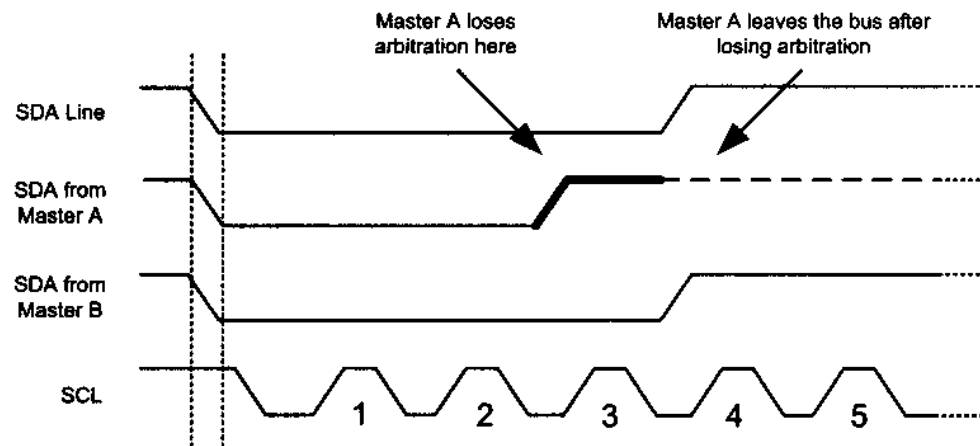 Master A loses
arbitration here
Master A leaves the bus after
losing arbitration
SDA Line
SDA from
Master A
SDA from
Master B
SCL
1
2
3
4
5